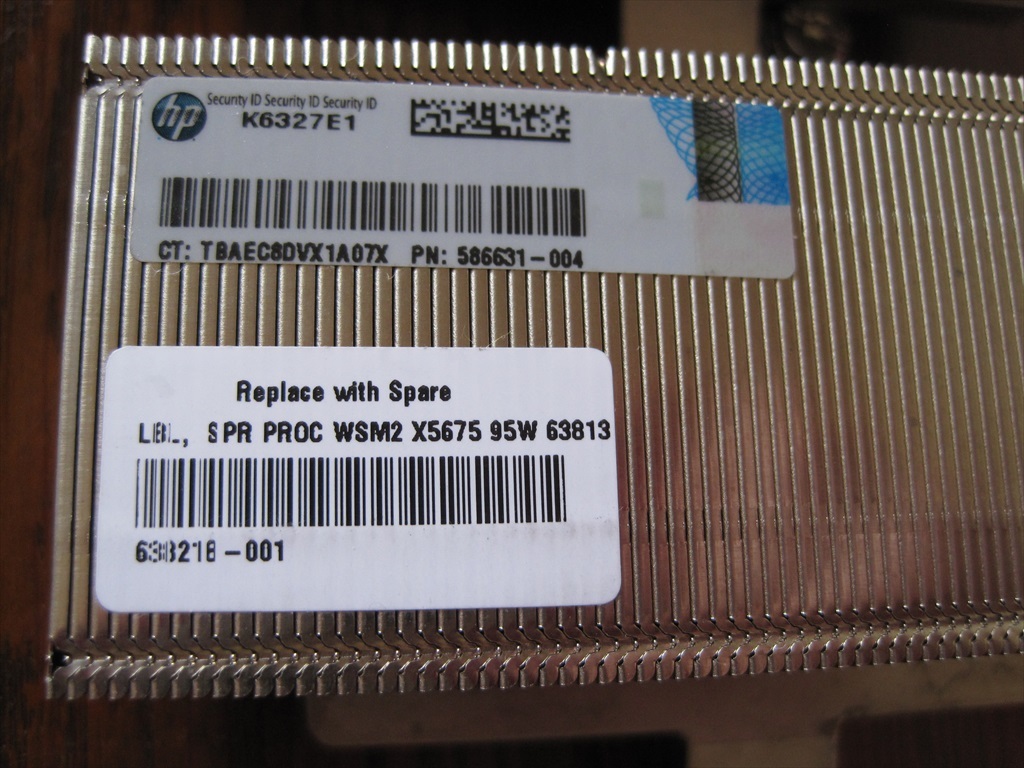 hp
Security ID Security ID Security ID
K6327E1
CT: TBAEC8DVX1A07X PN: 586631-004
Replace with Spare
LBL, SPR PROC WSM2 X5675 95W 63813
-001